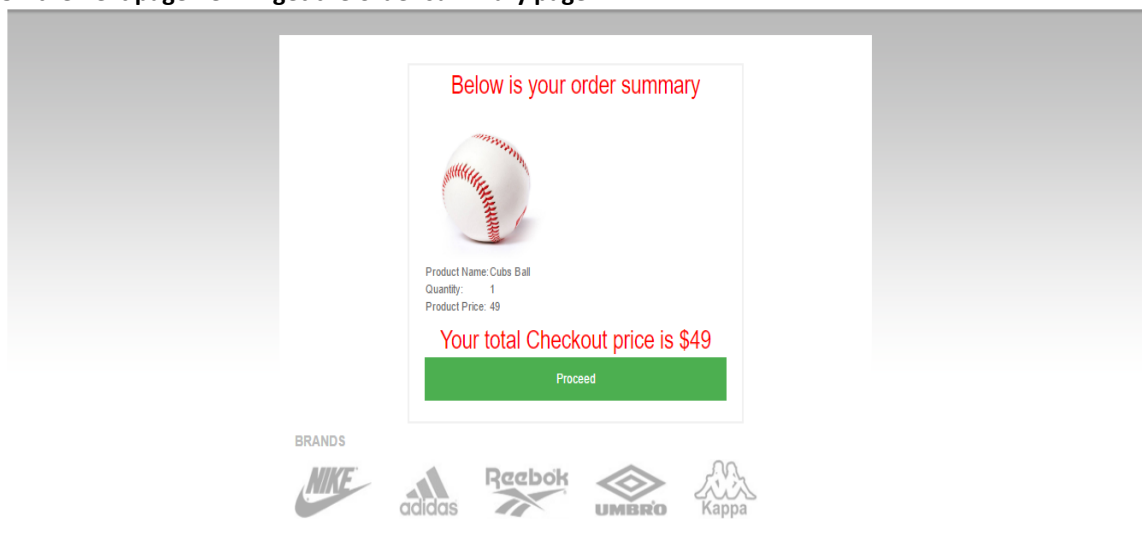 Below is your order summary
Product Name: Cubs Ball
Quantity: 1
Product Price: 49
Your total Checkout price is $49
Proceed
BRANDS
NIKE adidas Reebok UMBRO Kappa